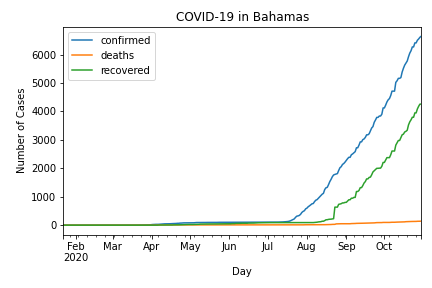 COVID-19 in Bahamas
confirmed
deaths
recovered
Number of Cases
6000
5000
4000
3000
2000
1000
0
Feb Mar Apr May Jun Jul Aug Sep Oct
2020
Day